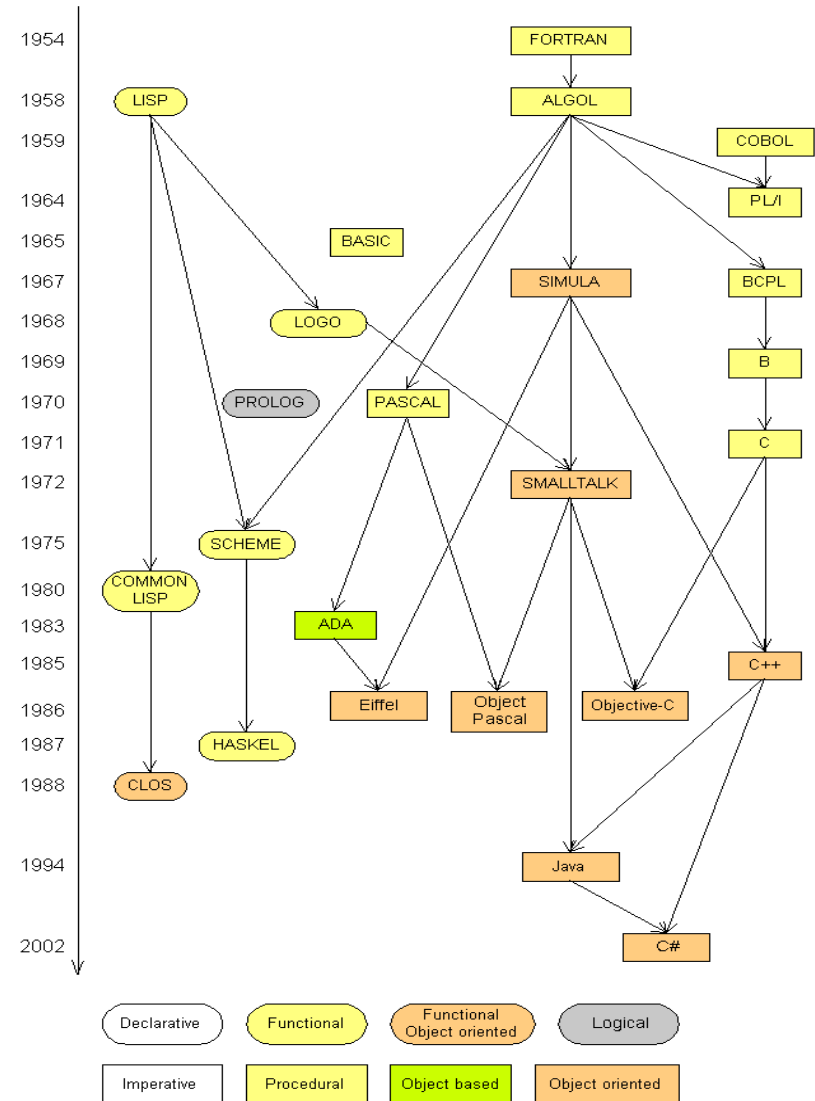 1954
FORTRAN
1958
LISP
ALGOL
1959
COBOL
1964
PL/I
1965
BASIC
1967
SIMULA
BCPL
1968
LOGO
1969
B
1970
PROLOG
PASCAL
1971
C
1972
SMALLTALK
1975
SCHEME
1980
COMMON
LISP
1983
ADA
1985
C++
1986
Eiffel
Object
Pascal
Objective-C
1987
HASKEL
1988
CLOS
1994
Java
2002
C#
Declarative
Functional
Functional
Object oriented
Logical
Imperative
Procedural
Object based
Object oriented